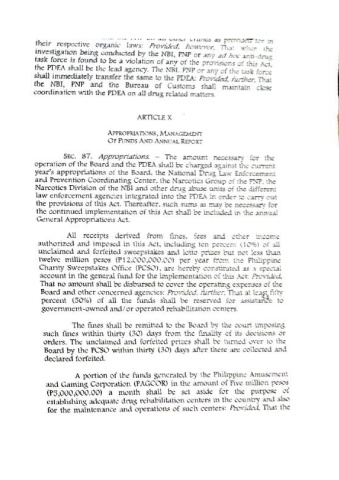 their respective organic laws: Provided, however, That when the
investigation being conducted by the NBI, PNP or any ad hoc anti-drug
task force is found to be a violation of any of the provisions of this Act,
the PDEA shall be the lead agency. The NBI, PNP or any of the task force
shall immediately transfer the same to the PDEA: Provided, further, That
the NBI, PNP and the Bureau of Customs shall maintain close
coordination with the PDEA on all drug related matters.
ARTICLE X
APPROPRIATIONS, MANAGEMENT
OF FUNDS AND ANNUAL REPORT
SEC. 87. Appropriations. – The amount necessary for the
operation of the Board and the PDEA shall be charged against the current
year's appropriations of the Board, the National Drug Law Enforcement
and Prevention Coordinating Center, the Narcotics Group of the PNP, the
Narcotics Division of the NBI and other drug abuse units of the different
law enforcement agencies integrated into the PDEA in order to carry out
the provisions of this Act. Thereafter, such sums as may be necessary for
the continued implementation of this Act shall be included in the annual
General Appropriations Act.
All receipts derived from fines, fees and other income
authorized and imposed in this Act, including ten percent (10%) of all
unclaimed and forfeited sweepstakes and lotto prizes but not less than
twelve million pesos (P12,000,000.00) per year from the Philippine
Charity Sweepstakes Office (PCSO), are hereby constituted as a special
account in the general fund for the implementation of this Act: Provided,
That no amount shall be disbursed to cover the operating expenses of the
Board and other concerned agencies: Provided, further, That at least fifty
percent (50%) of all the funds shall be reserved for assistance to
government-owned and/or operated rehabilitation centers.
The fines shall be remitted to the Board by the court imposing
such fines within thirty (30) days from the finality of its decisions or
orders. The unclaimed and forfeited prizes shall be turned over to the
Board by the PCSO within thirty (30) days after these are collected and
declared forfeited.
A portion of the funds generated by the Philippine Amusement
and Gaming Corporation (PAGCOR) in the amount of Five million pesos
(P5,000,000.00) a month shall be set aside for the purpose of
establishing adequate drug rehabilitation centers in the country and also
for the maintenance and operations of such centers: Provided, That the